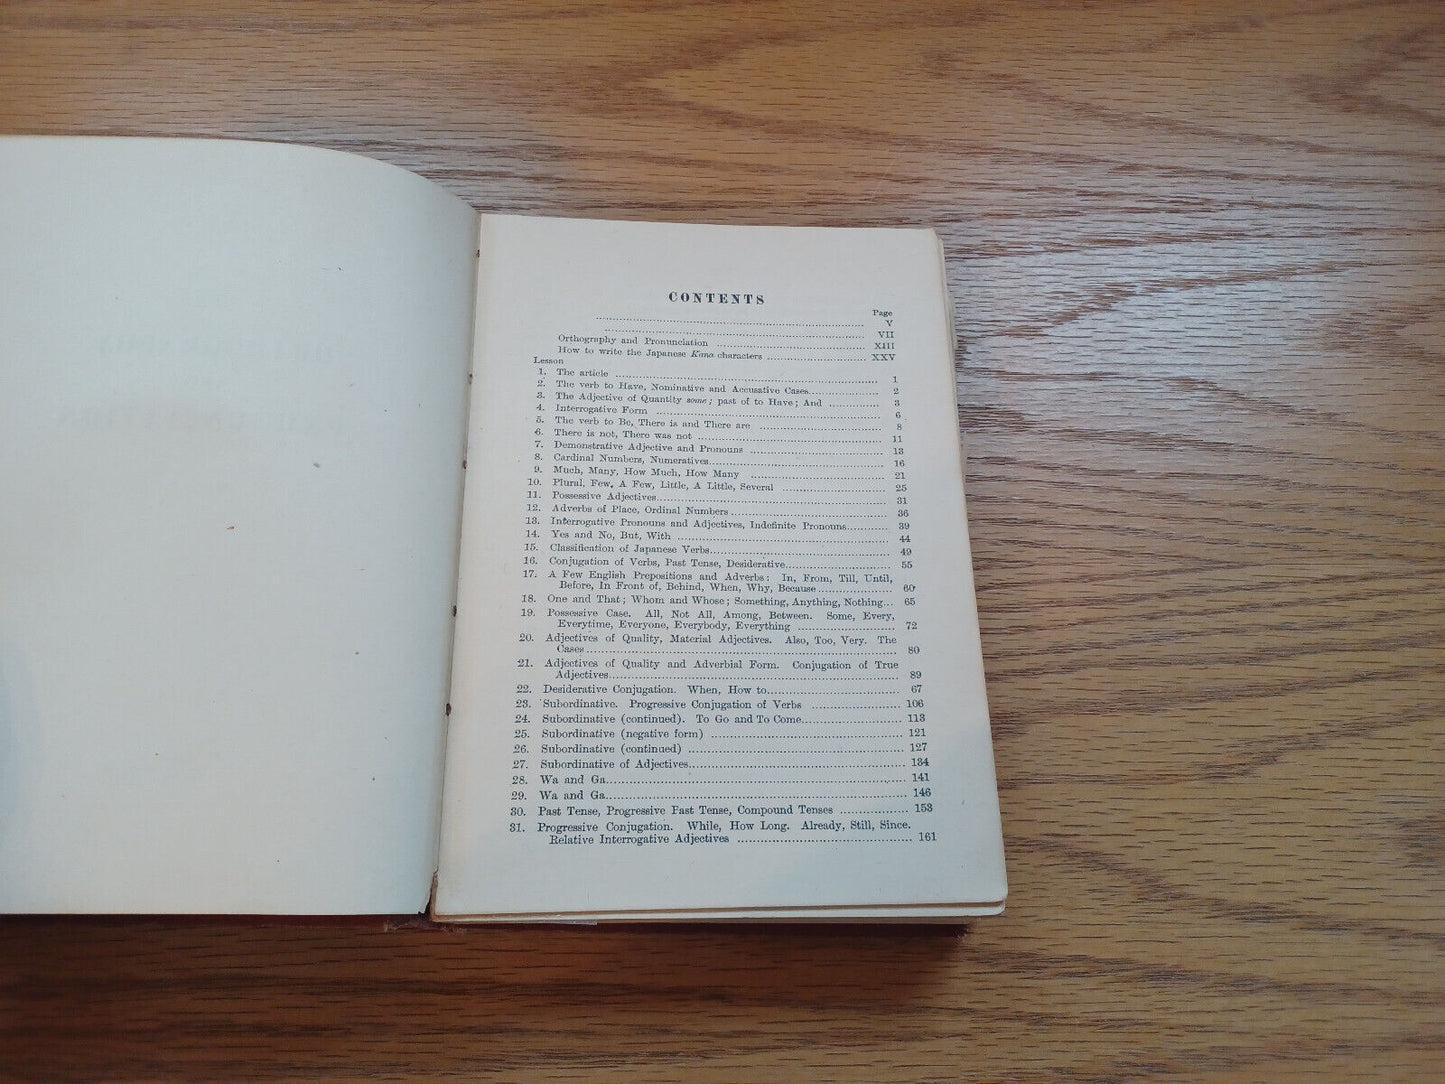 CONTENTS
Page
............ V
............ VII
Orthography and Pronunciation ............ XIII
How to write the Japanese Kana characters ............ XXV
Lesson
1. The article ............ 1
2. The verb to Have, Nominative and Accusative Cases............ 2
3. The Adjective of Quantity some; past of to Have; And ............ 3
4. Interrogative Form ............ 6
5. The verb to Be, There is and There are ............ 8
6. There is not, There was not ............ 11
7. Demonstrative Adjective and Pronouns ............ 13
8. Cardinal Numbers, Numeratives............ 16
9. Much, Many, How Much, How Many ............ 21
10. Plural, Few, A Few, Little, A Little, Several ............ 25
11. Possessive Adjectives............ 31
12. Adverbs of Place, Ordinal Numbers ............ 36
13. Interrogative Pronouns and Adjectives, Indefinite Pronouns............ 39
14. Yes and No, But, With ............ 44
15. Classification of Japanese Verbs............ 49
16. Conjugation of Verbs, Past Tense, Desiderative............ 55
17. A Few English Prepositions and Adverbs: In, From, Till, Until,
Before, In Front of, Behind, When, Why, Because............ 60
18. One and That; Whom and Whose; Something, Anything, Nothing... 65
19. Possessive Case. All, Not All, Among, Between. Some, Every,
Everytime, Everyone, Everybody, Everything ............ 72
20. Adjectives of Quality, Material Adjectives. Also, Too, Very. The
Cases ............ 80
21. Adjectives of Quality and Adverbial Form. Conjugation of True
Adjectives............ 89
22. Desiderative Conjugation. When, How to............ 67
23. Subordinative. Progressive Conjugation of Verbs ............ 106
24. Subordinative (continued). To Go and To Come............ 113
25. Subordinative (negative form) ............ 121
26. Subordinative (continued) ............ 127
27. Subordinative of Adjectives............ 134
28. Wa and Ga............ 141
29. Wa and Ga............ 146
30. Past Tense, Progressive Past Tense, Compound Tenses ............ 153
31. Progressive Conjugation. While, How Long. Already, Still, Since.
Relative Interrogative Adjectives ............ 161